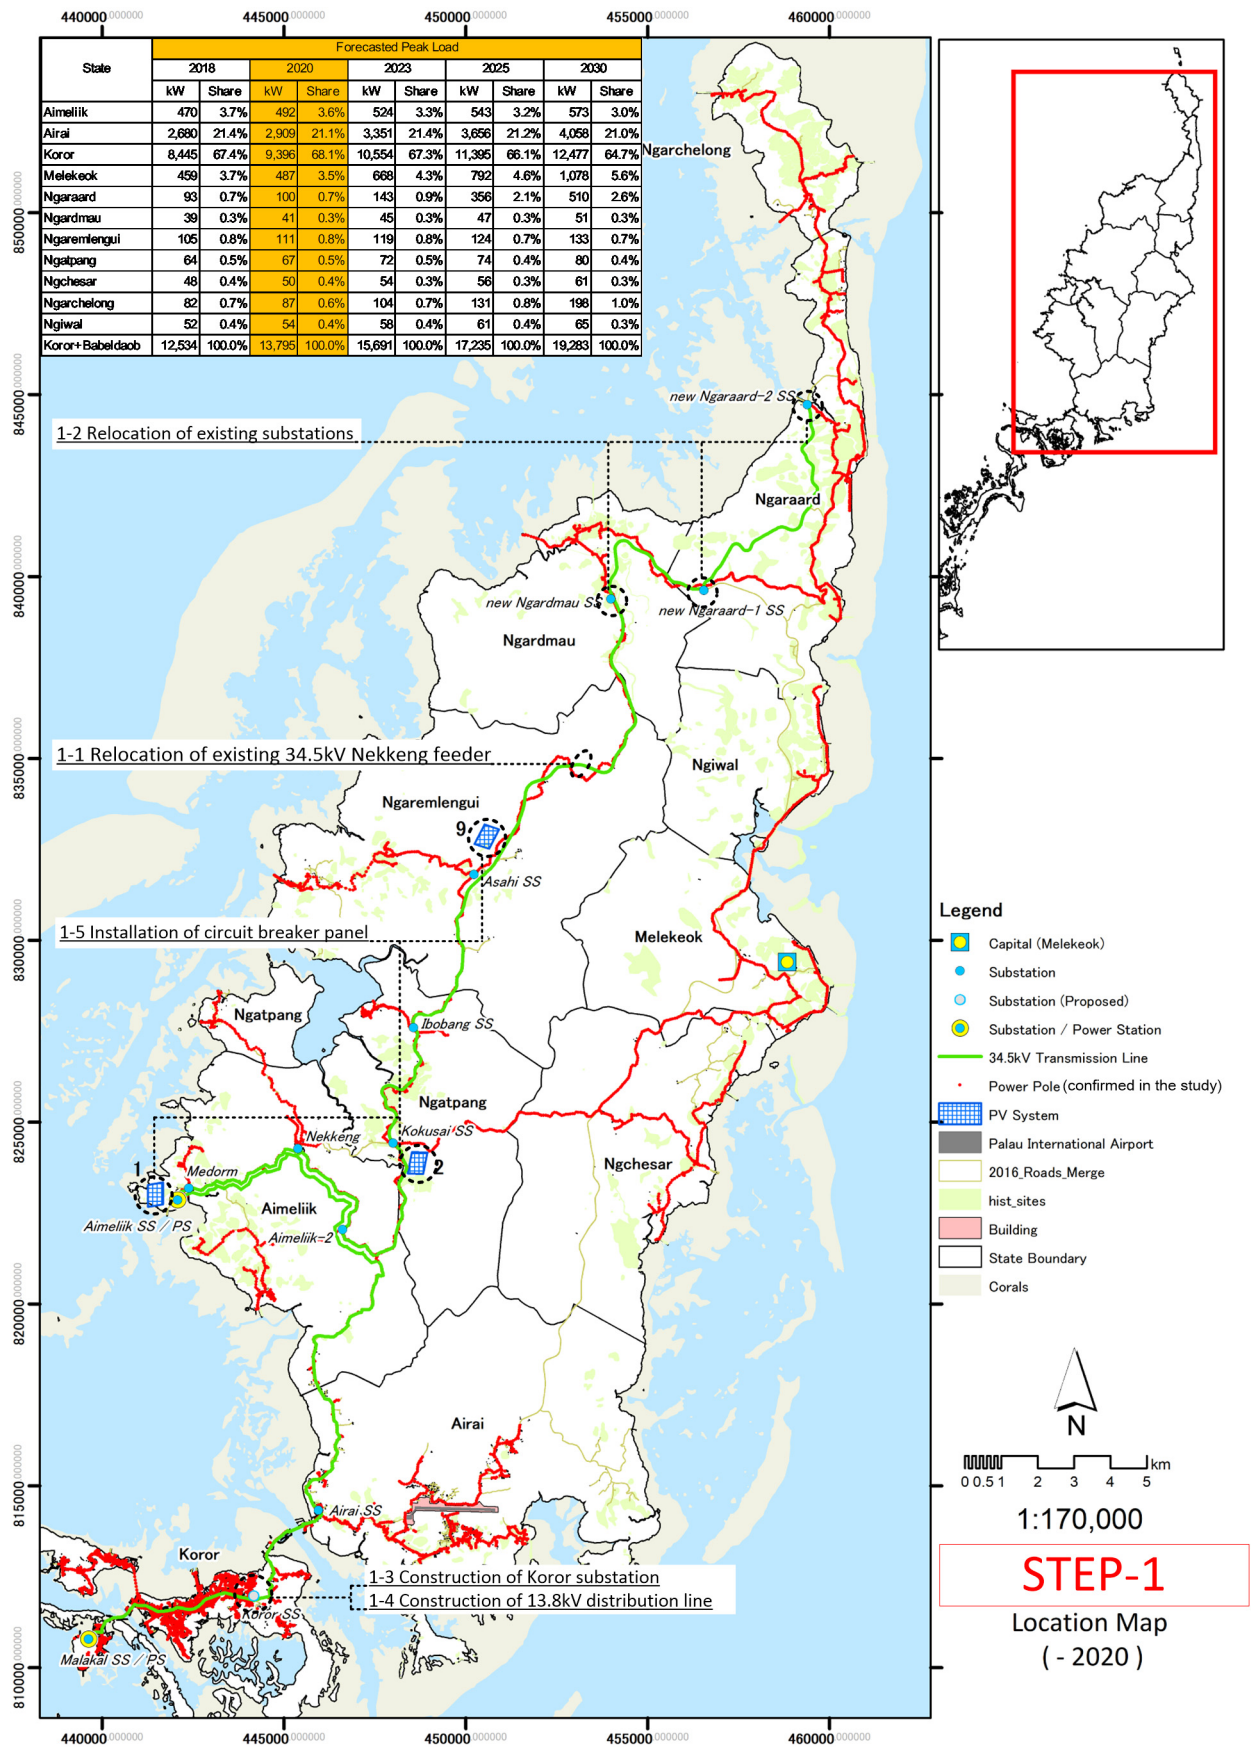 440000.000000 445000.000000 450000.000000 455000.000000 460000.000000
State Forecasted Peak Load
2018 2020 2023 2025 2030
kW Share kW Share kW Share kW Share kW Share
Aimeliik 470 3.7% 492 3.6% 524 3.3% 543 3.2% 573 3.0%
Airai 2,680 21.4% 2,909 21.1% 3,351 21.4% 3,656 21.2% 4,058 21.0%
Koror 8,445 67.4% 9,396 68.1% 10,554 67.3% 11,395 66.1% 12,477 64.7%
Melekeok 459 3.7% 487 3.5% 668 4.3% 792 4.6% 1,078 5.6%
Ngaraard 93 0.7% 100 0.7% 143 0.9% 356 2.1% 510 2.6%
Ngardmau 39 0.3% 41 0.3% 45 0.3% 47 0.3% 51 0.3%
Ngaremlengui 105 0.8% 111 0.8% 119 0.8% 124 0.7% 133 0.7%
Ngatpang 64 0.5% 67 0.5% 72 0.5% 74 0.4% 80 0.4%
Ngchesar 48 0.4% 50 0.4% 54 0.3% 56 0.3% 61 0.3%
Ngarchelong 82 0.7% 87 0.6% 104 0.7% 131 0.8% 198 1.0%
Ngiwal 52 0.4% 54 0.4% 58 0.4% 61 0.4% 65 0.3%
Koror+Babeldaob 12,534 100.0% 13,795 100.0% 15,691 100.0% 17,235 100.0% 19,283 100.0%
Ngarchelong
850000.000000
845000.000000
new Ngaraard-2 SS
1-2 Relocation of existing substations
Ngaraard
840000.000000
new Ngardmau SS
new Ngaraard-1 SS
Ngardmau
835000.000000
1-1 Relocation of existing 34.5kV Nekkeng feeder
Ngiwal
Ngaremlengui
9
Asahi SS
1-5 Installation of circuit breaker panel
830000.000000
Melekeok
Ngatpang
Ibobang SS
825000.000000
Ngatpang
Kokusai SS
Nekkeng
Ngchesar
1
Medorm
2
Aimeliik
Aimeliik SS / PS
Aimeliik-2
820000.000000
Airai
815000.000000
Airai SS
Koror
1-3 Construction of Koror substation
1-4 Construction of 13.8kV distribution line
Koror SS
Malakal SS / PS
810000.000000
440000.000000 445000.000000 450000.000000 455000.000000 460000.000000
Legend
Capital (Melekeok)
Substation
Substation (Proposed)
Substation / Power Station
34.5kV Transmission Line
Power Pole (confirmed in the study)
PV System
Palau International Airport
2016_Roads_Merge
hist_sites
Building
State Boundary
Corals
N
0 0.5 1 2 3 4 5 km
1:170,000
STEP-1
Location Map
( - 2020 )